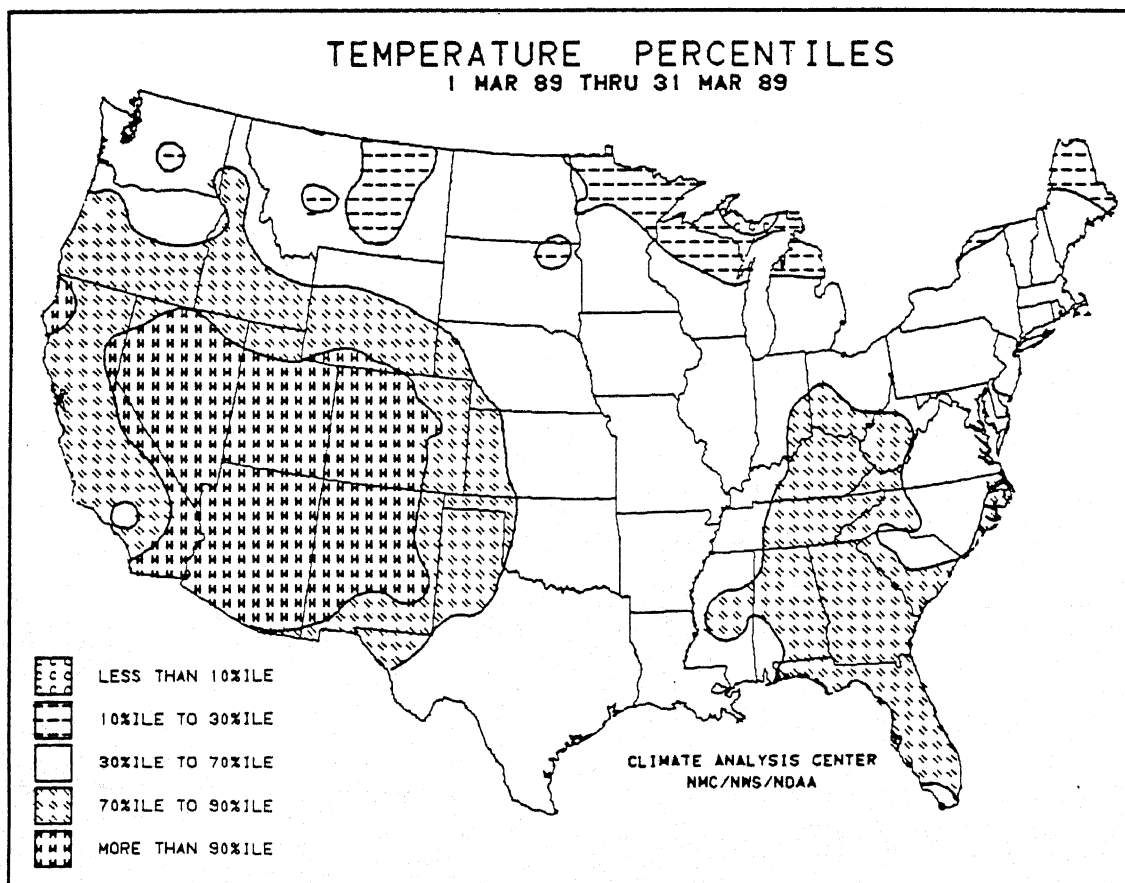 TEMPERATURE PERCENTILES
1 MAR 89 THRU 31 MAR 89
LESS THAN 10%ILE
10%ILE TO 30%ILE
30%ILE TO 70%ILE
70%ILE TO 90%ILE
MORE THAN 90%ILE
CLIMATE ANALYSIS CENTER
NMC/NWS/NOAA